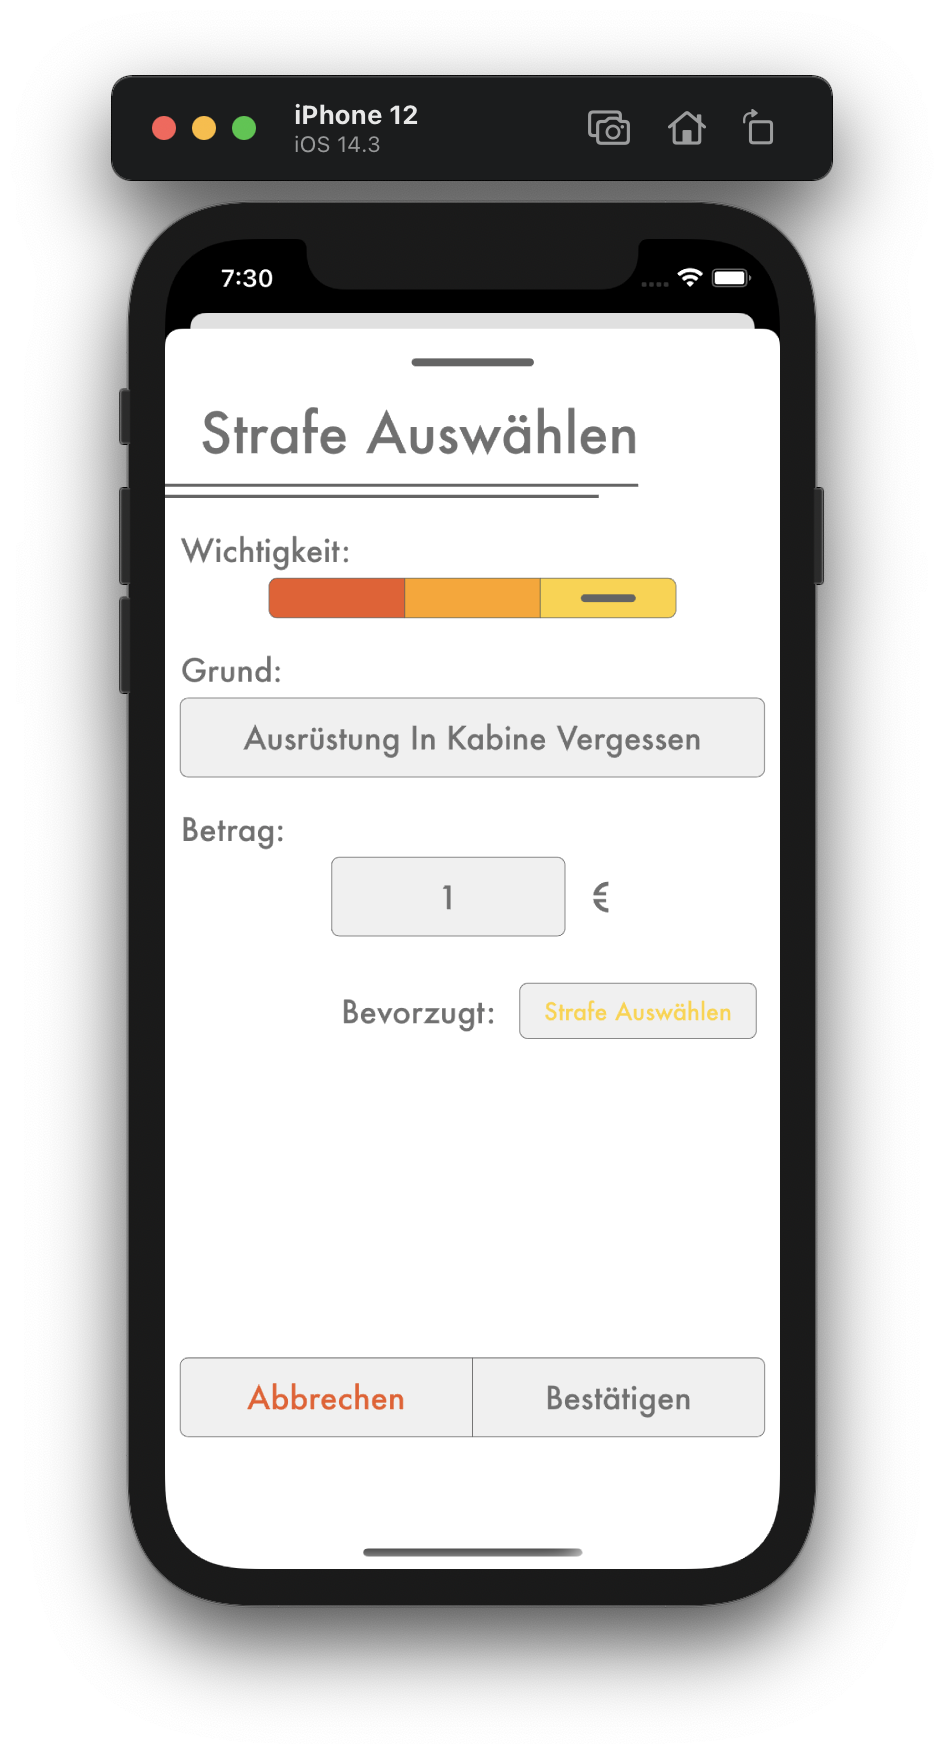 iPhone 12
iOS 14.3
7:30
Strafe Auswählen
Wichtigkeit:
Grund:
Ausrüstung In Kabine Vergessen
Betrag:
1 €
Bevorzugt: Strafe Auswählen
Abbrechen Bestätigen